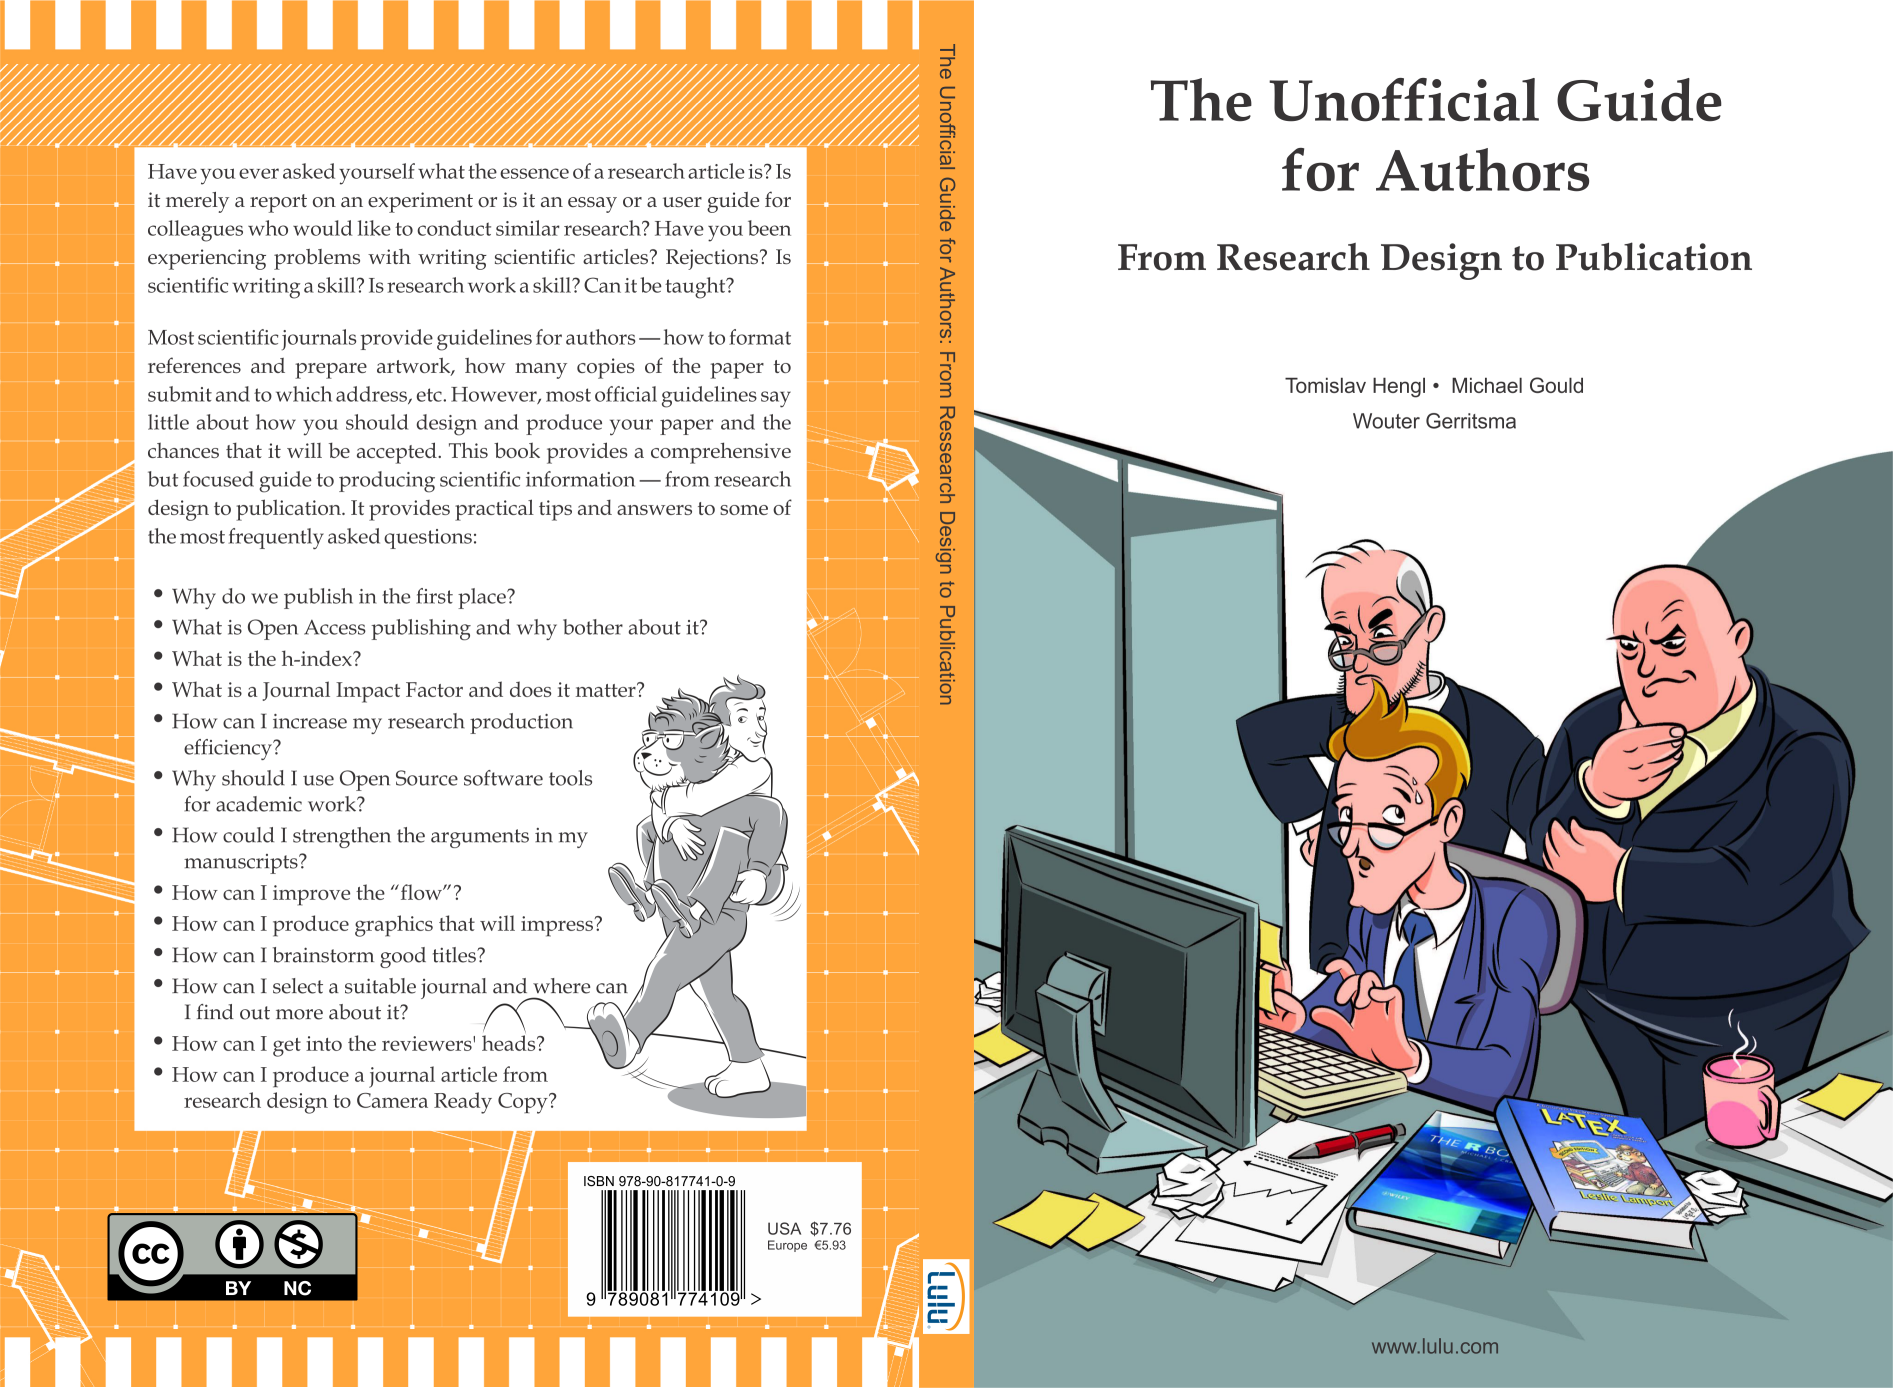 Have you ever asked yourself what the essence of a research article is? Is
it merely a report on an experiment or is it an essay or a user guide for
colleagues who would like to conduct similar research? Have you been
experiencing problems with writing scientific articles? Rejections? Is
scientific writing a skill? Is research work a skill? Can it be taught?
Most scientific journals provide guidelines for authors — how to format
references and prepare artwork, how many copies of the paper to
submit and to which address, etc. However, most official guidelines say
little about how you should design and produce your paper and the
chances that it will be accepted. This book provides a comprehensive
but focused guide to producing scientific information — from research
design to publication. It provides practical tips and answers to some of
the most frequently asked questions:
• Why do we publish in the first place?
• What is Open Access publishing and why bother about it?
• What is the h-index?
• What is a Journal Impact Factor and does it matter?
• How can I increase my research production
efficiency?
• Why should I use Open Source software tools
for academic work?
• How could I strengthen the arguments in my
manuscripts?
• How can I improve the “flow”?
• How can I produce graphics that will impress?
• How can I brainstorm good titles?
• How can I select a suitable journal and where can
I find out more about it?
• How can I get into the reviewers' heads?
• How can I produce a journal article from
research design to Camera Ready Copy?
cc
BY NC
ISBN 978-90-817741-0-9
9 789081 774109 >
USA $7.76
Europe €5.93
The Unofficial Guide for Authors: From Ressearch Design to Publication
lulu
The Unofficial Guide
for Authors
From Research Design to Publication
Tomislav Hengl • Michael Gould
Wouter Gerritsma
THE R BO
WILEY
LATEX
SECOND EDITION
Leslie Lamport
www.lulu.com